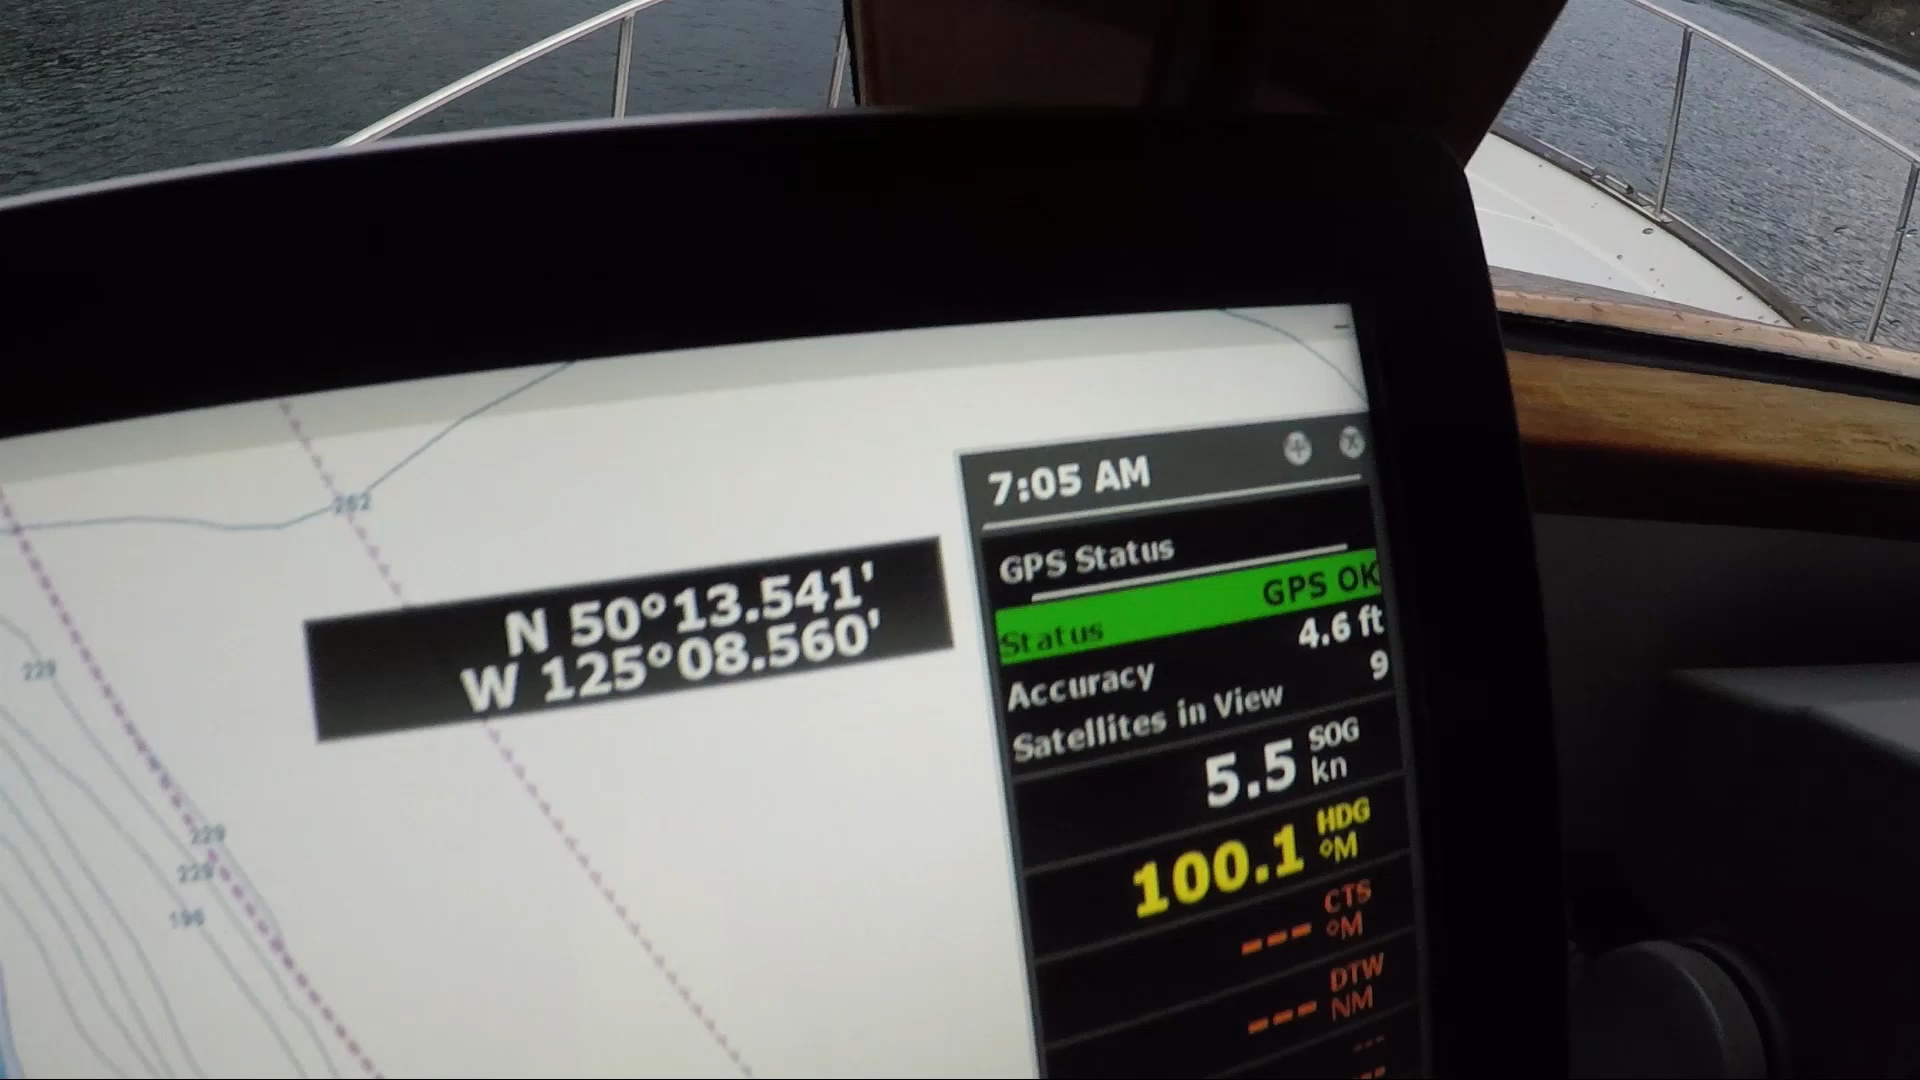 7:05 AM
GPS Status
GPS OK
Status
4.6 ft
Accuracy
9
Satellites in View
5.5 SOG kn
100.1 HDG °M
--- CTS °M
--- DTW NM
---
N 50°13.541'
W 125°08.560'
262
229
229
229
196